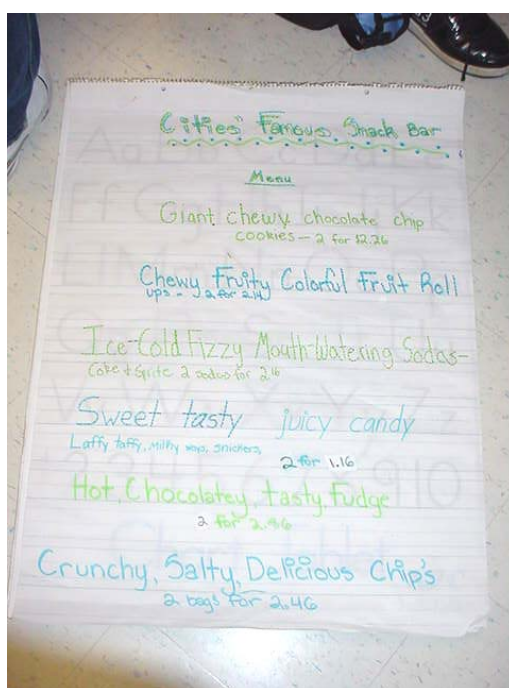 Cities' Famous Snack Bar
Menu
Giant chewy chocolate chip
cookies - 2 for $2.26
Chewy Fruity Colorful Fruit Roll
ups - 2 for
Ice-Cold Fizzy Mouth-Watering Sodas-
Coke & Sprite 2 sodas for 2.16
Sweet tasty juicy candy
Laffy taffy, milky ways, snickers,
2 for 1.16
Hot, Chocolatey, tasty, Fudge
2 for 2.86
Crunchy, Salty, Delicious Chip's
2 bags for 2.46